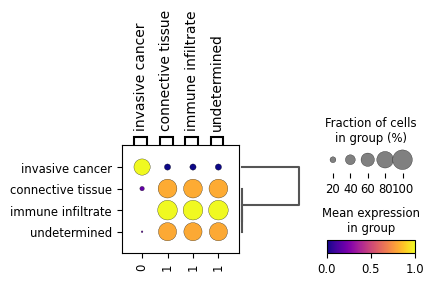 invasive cancer
connective tissue
immune infiltrate
undetermined
invasive cancer
connective tissue
immune infiltrate
undetermined
0
1
1
1
Fraction of cells
in group (%)
20 40 60 80 100
Mean expression
in group
0.0 0.5 1.0